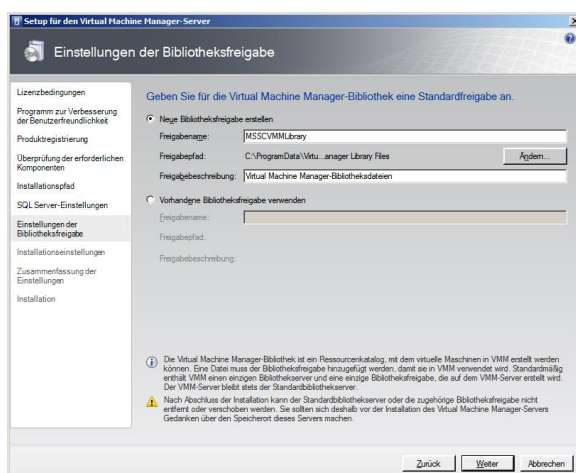 Setup für den Virtual Machine Manager-Server
Einstellungen der Bibliotheksfreigabe
Lizenzbedingungen
Programm zur Verbesserung
der Benutzerfreundlichkeit
Produktregistrierung
Überprüfung der erforderlichen
Komponenten
Installationspfad
SQL Server-Einstellungen
Einstellungen der
Bibliotheksfreigabe
Installationseinstellungen
Zusammenfassung der
Einstellungen
Installation
Geben Sie für die Virtual Machine Manager-Bibliothek eine Standardfreigabe an.
Neue Bibliotheksfreigabe erstellen
Freigabename: MSSCVMMLibrary
Freigabepfad: C:\ProgramData\Virtu...anager Library Files Ändern...
Freigabebeschreibung: Virtual Machine Manager-Bibliotheksdateien
Vorhandene Bibliotheksfreigabe verwenden
Freigabename:
Freigabepfad:
Freigabebeschreibung:
Die Virtual Machine Manager-Bibliothek ist ein Ressourcenkatalog, mit dem virtuelle Maschinen in VMM erstellt werden
können. Eine Datei muss der Bibliotheksfreigabe hinzugefügt werden, damit sie in VMM verwendet wird. Standardmäßig
enthält VMM einen einzigen Bibliothekserver und eine einzige Bibliotheksfreigabe, die auf dem VMM-Server erstellt wird.
Der VMM-Server bleibt stets der Standardbibliothekserver.
Nach Abschluss der Installation kann der Standardbibliothekserver oder die zugehörige Bibliotheksfreigabe nicht
entfernt oder verschoben werden. Sie sollten sich deshalb vor der Installation des Virtual Machine Manager-Servers
Gedanken über den Speicherort dieses Servers machen.
Zurück Weiter Abbrechen